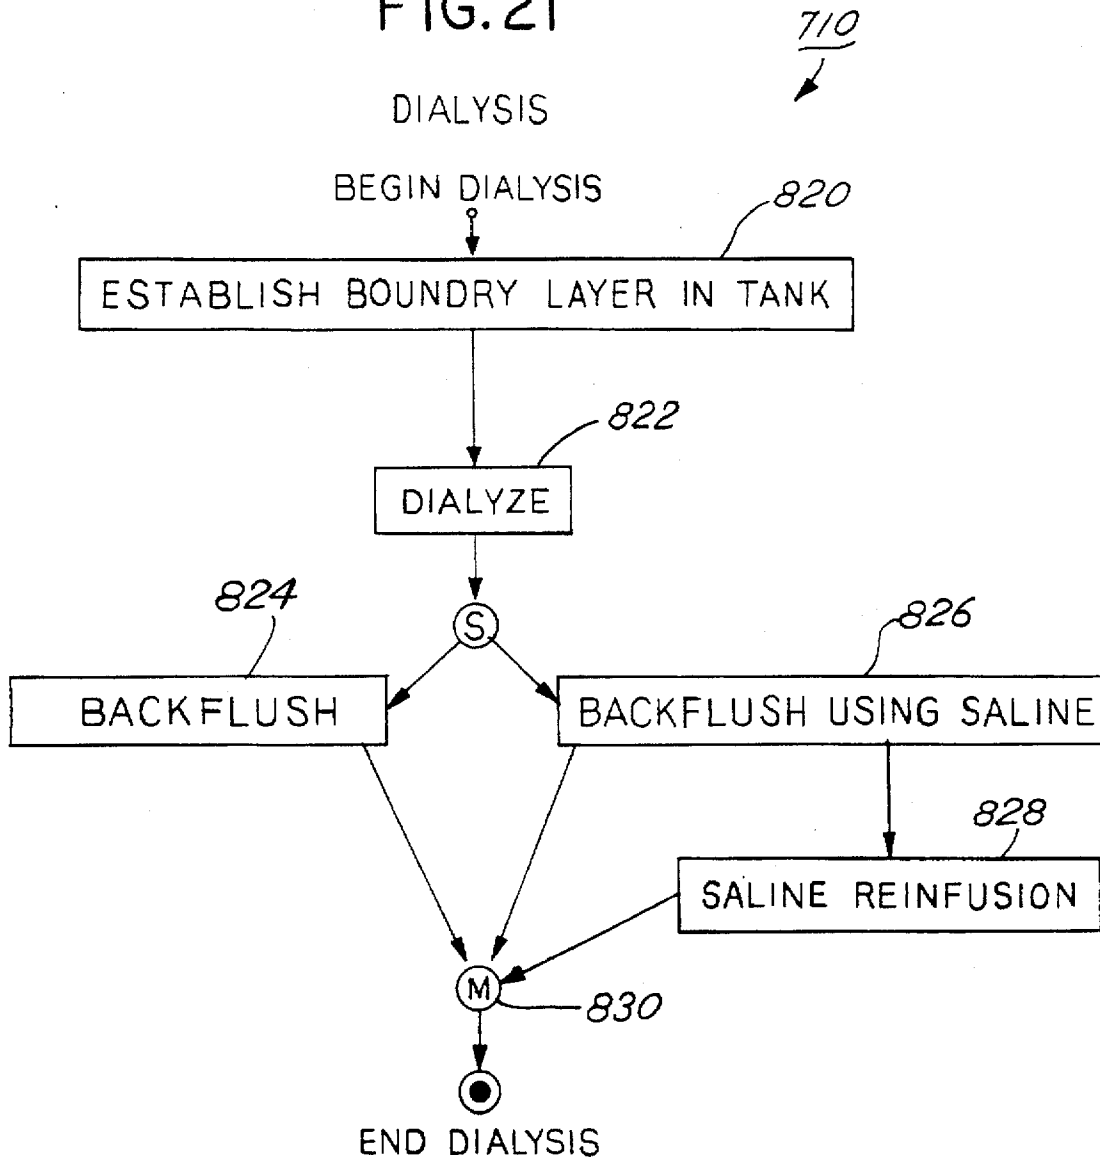 FIG. 21
710
DIALYSIS
BEGIN DIALYSIS
820
ESTABLISH BOUNDRY LAYER IN TANK
822
DIALYZE
S
824
826
BACKFLUSH
BACKFLUSH USING SALINE
828
SALINE REINFUSION
M
830
END DIALYSIS